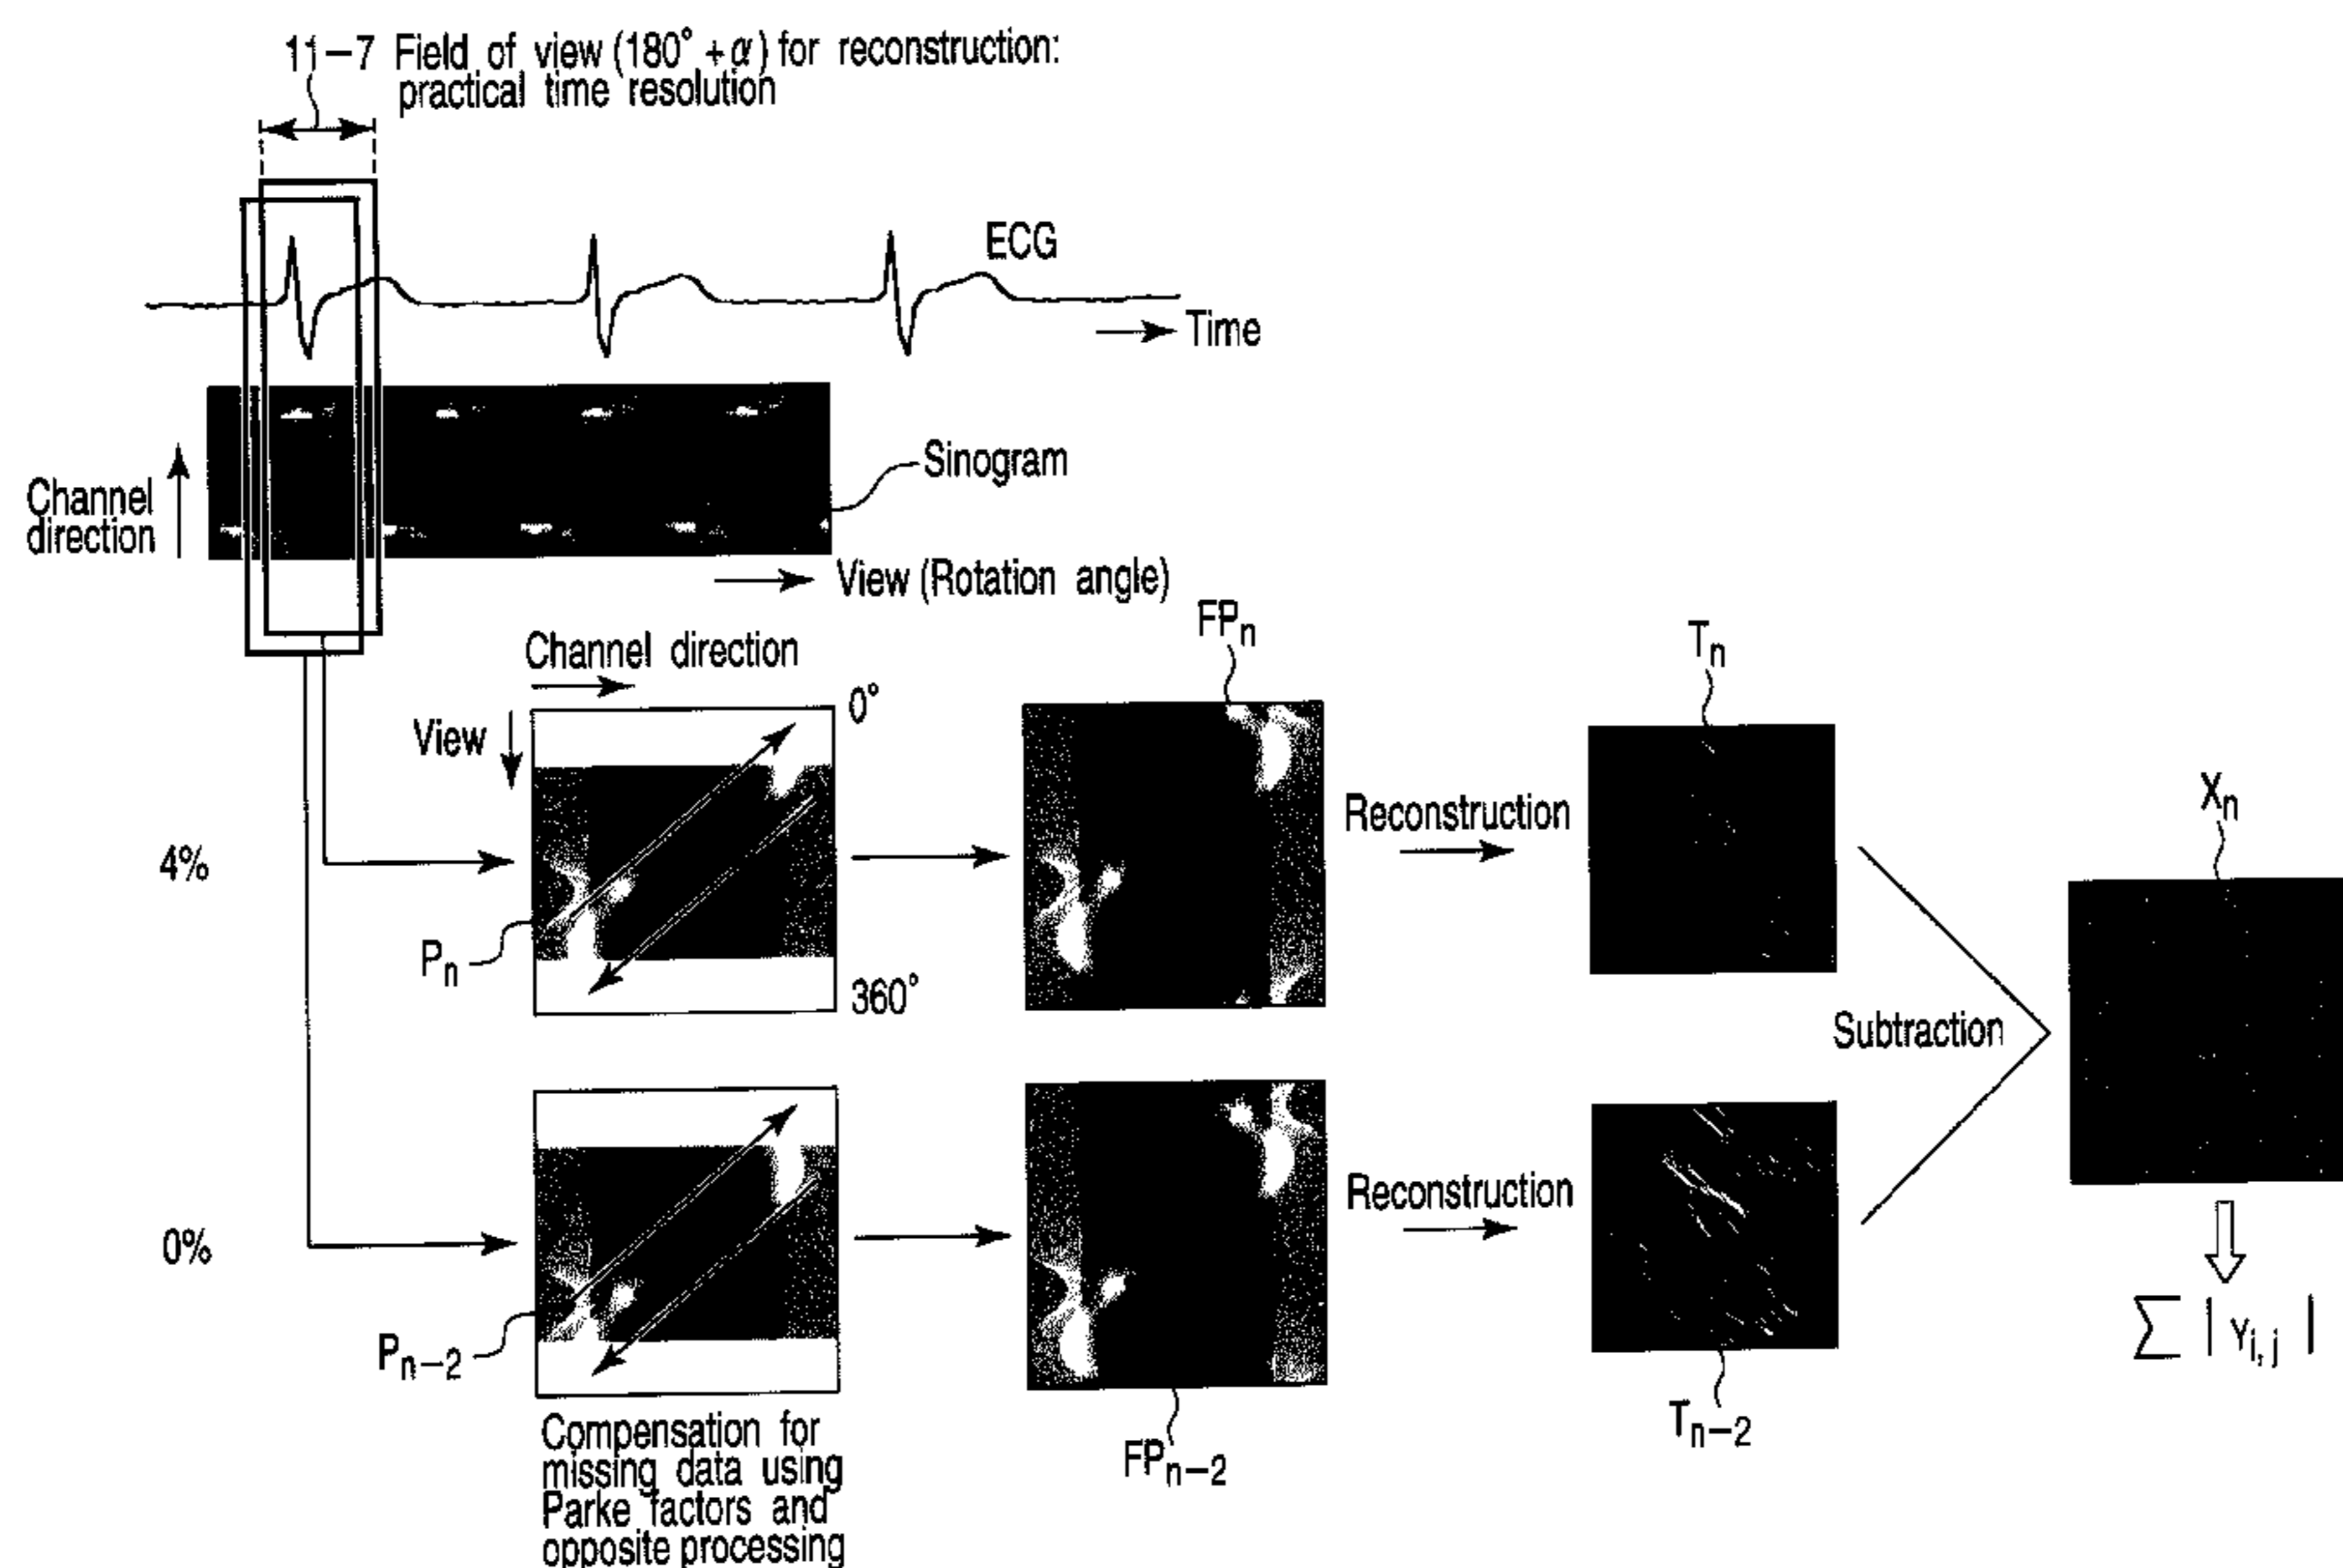 11-7 Field of view (180° + α) for reconstruction:
practical time resolution
ECG
Time
Sinogram
Channel
direction
View (Rotation angle)
Channel direction
View
0°
FPn
Tn
Reconstruction
Xn
4%
Pn
360°
Subtraction
Reconstruction
0%
Pn-2
Σ | Yi, j |
Tn-2
FPn-2
Compensation for
missing data using
Parke factors and
opposite processing